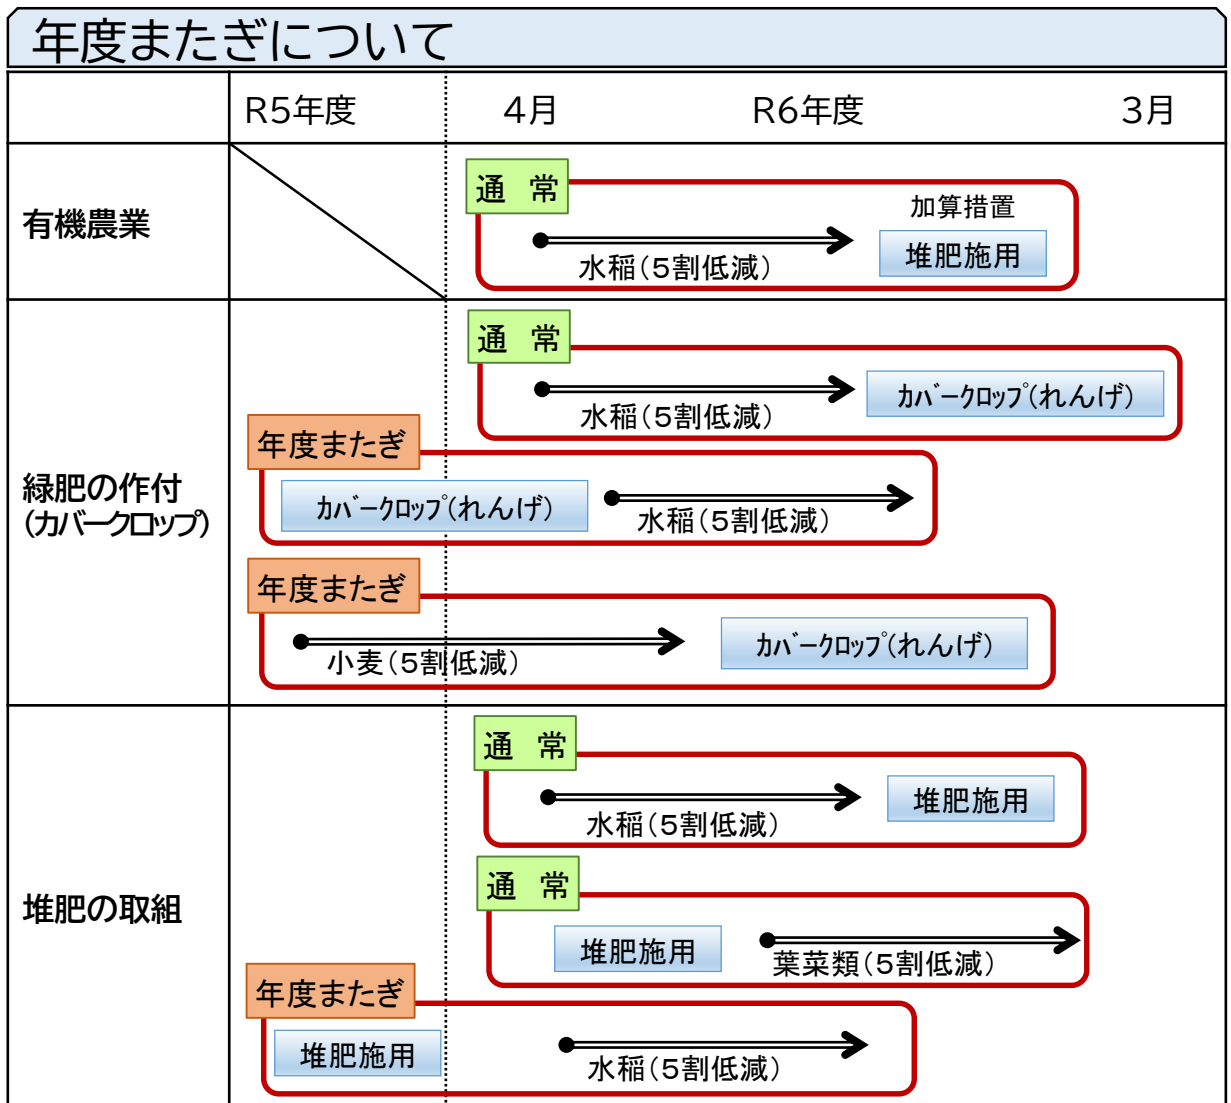 年度またぎについて
R5年度 4月 R6年度 3月
有機農業
通 常
加算措置
水稲(5割低減)
堆肥施用
緑肥の作付
(カバークロップ)
通 常
水稲(5割低減)
ｶﾊﾞｰｸﾛｯﾌﾟ(れんげ)
年度またぎ
ｶﾊﾞｰｸﾛｯﾌﾟ(れんげ)
水稲(5割低減)
年度またぎ
小麦(5割低減)
ｶﾊﾞｰｸﾛｯﾌﾟ(れんげ)
堆肥の取組
通 常
水稲(5割低減)
堆肥施用
通 常
堆肥施用
葉菜類(5割低減)
年度またぎ
堆肥施用
水稲(5割低減)